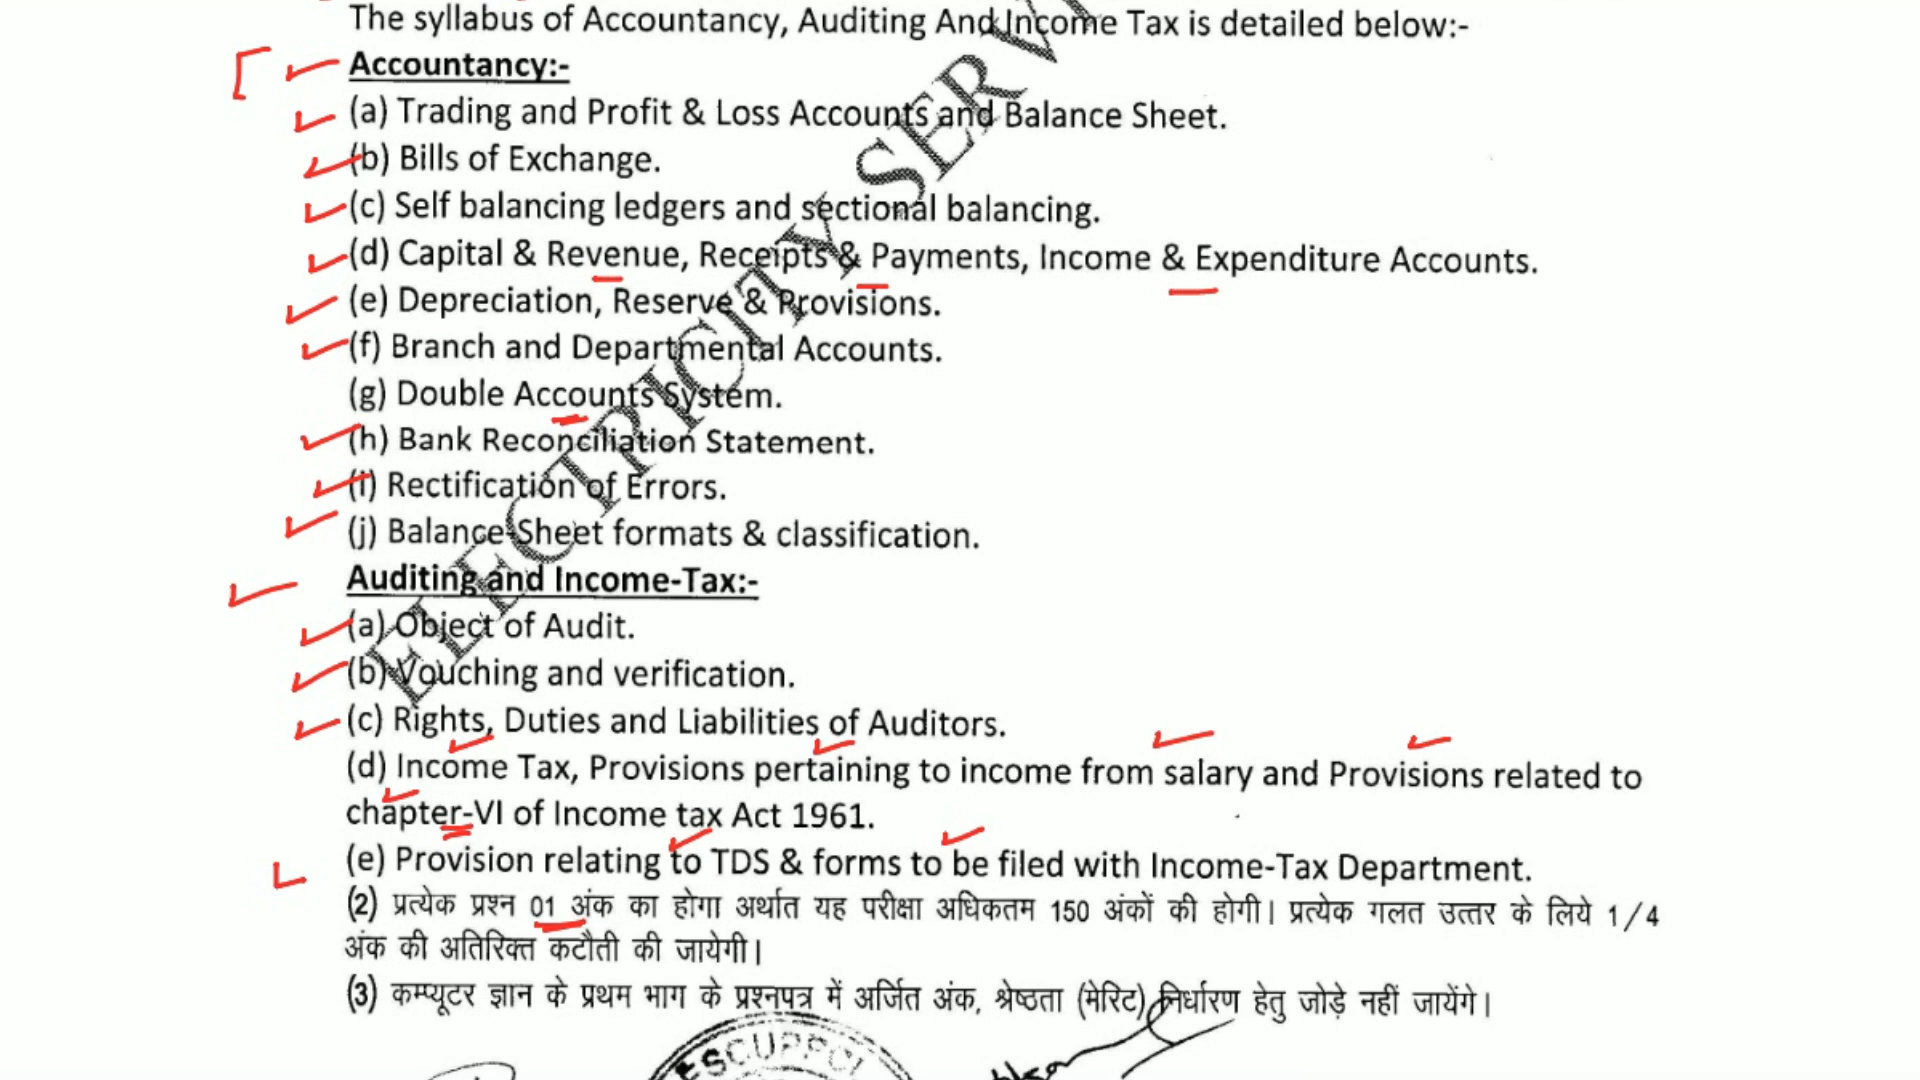 The syllabus of Accountancy, Auditing And Income Tax is detailed below:-
Accountancy:-
(a) Trading and Profit & Loss Accounts and Balance Sheet.
(b) Bills of Exchange.
(c) Self balancing ledgers and sectional balancing.
(d) Capital & Revenue, Receipts & Payments, Income & Expenditure Accounts.
(e) Depreciation, Reserve & Provisions.
(f) Branch and Departmental Accounts.
(g) Double Accounts System.
(h) Bank Reconciliation Statement.
(i) Rectification of Errors.
(j) Balance Sheet formats & classification.
Auditing and Income-Tax:-
(a) Object of Audit.
(b) Vouching and verification.
(c) Rights, Duties and Liabilities of Auditors.
(d) Income Tax, Provisions pertaining to income from salary and Provisions related to
chapter-VI of Income tax Act 1961.
(e) Provision relating to TDS & forms to be filed with Income-Tax Department.
(2) प्रत्येक प्रश्न 01 अंक का होगा अर्थात यह परीक्षा अधिकतम 150 अंकों की होगी। प्रत्येक गलत उत्तर के लिये 1/4
अंक की अतिरिक्त कटौती की जायेगी।
(3) कम्प्यूटर ज्ञान के प्रथम भाग के प्रश्नपत्र में अर्जित अंक, श्रेष्ठता (मेरिट) निर्धारण हेतु जोड़े नहीं जायेंगे।
ELECTRICITY